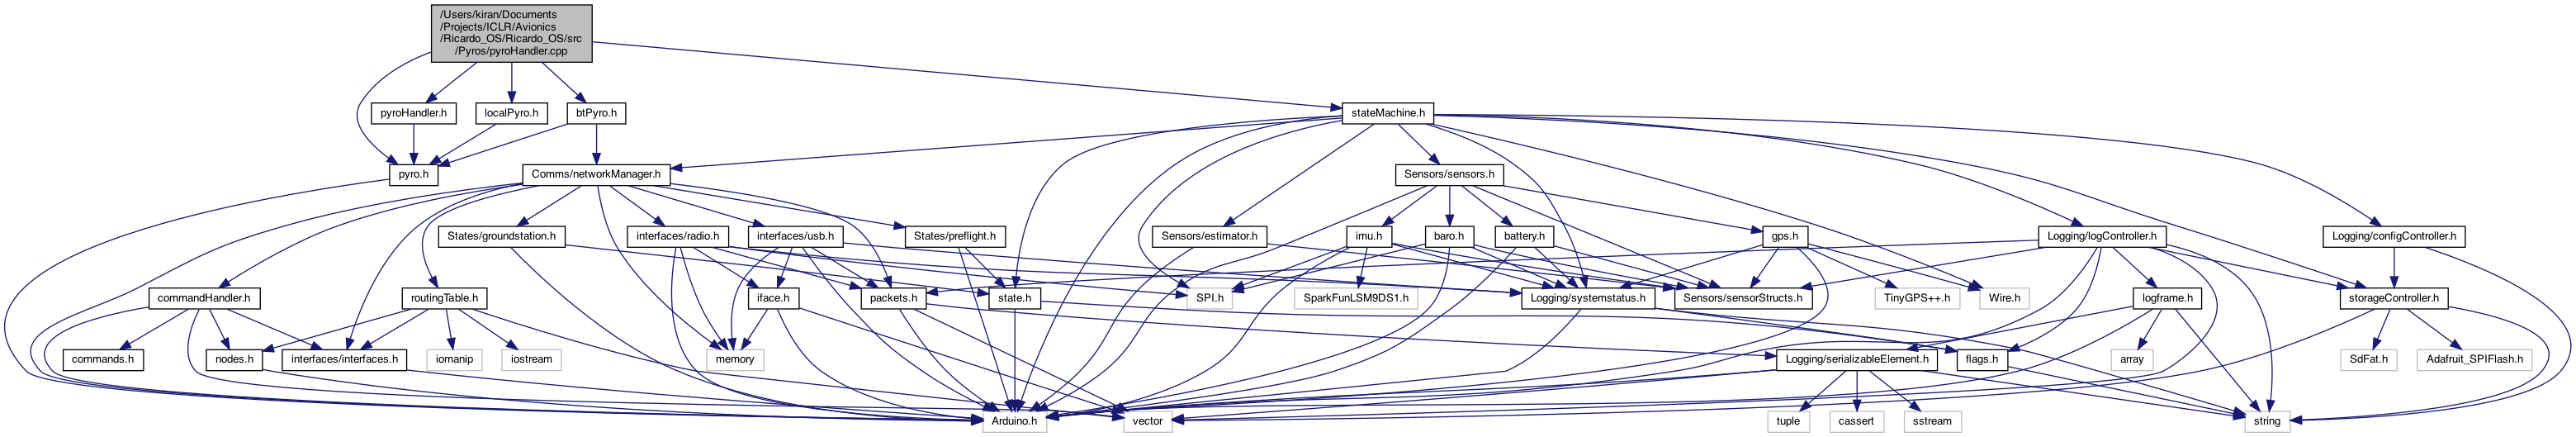 /Users/kiran/Documents
/Projects/ICLR/Avionics
/Ricardo_OS/Ricardo_OS/src
/Pyros/pyroHandler.cpp
pyroHandler.h
localPyro.h
btPyro.h
stateMachine.h
pyro.h
Comms/networkManager.h
Sensors/sensors.h
States/groundstation.h
interfaces/radio.h
interfaces/usb.h
States/preflight.h
Sensors/estimator.h
imu.h
baro.h
battery.h
gps.h
Logging/logController.h
Logging/configController.h
commandHandler.h
routingTable.h
iface.h
packets.h
state.h
SPI.h
SparkFunLSM9DS1.h
Logging/systemstatus.h
Sensors/sensorStructs.h
TinyGPS++.h
Wire.h
logframe.h
storageController.h
commands.h
nodes.h
interfaces/interfaces.h
iomanip
iostream
memory
Logging/serializableElement.h
flags.h
array
SdFat.h
Adafruit_SPIFlash.h
Arduino.h
vector
tuple
cassert
sstream
string